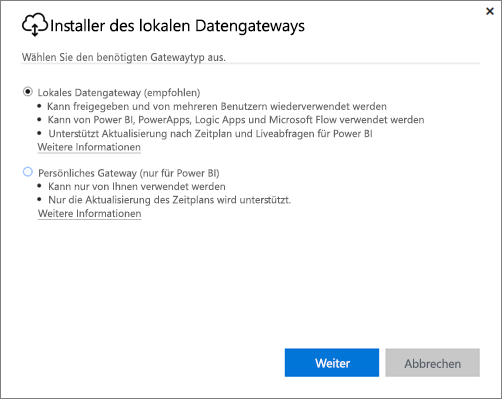 Installer des lokalen Datengateways
Wählen Sie den benötigten Gatewaytyp aus.
Lokales Datengateway (empfohlen)
• Kann freigegeben und von mehreren Benutzern wiederverwendet werden
• Kann von Power BI, PowerApps, Logic Apps und Microsoft Flow verwendet werden
• Unterstützt Aktualisierung nach Zeitplan und Liveabfragen für Power BI
Weitere Informationen
Persönliches Gateway (nur für Power BI)
• Kann nur von Ihnen verwendet werden
• Nur die Aktualisierung des Zeitplans wird unterstützt.
Weitere Informationen
Weiter
Abbrechen